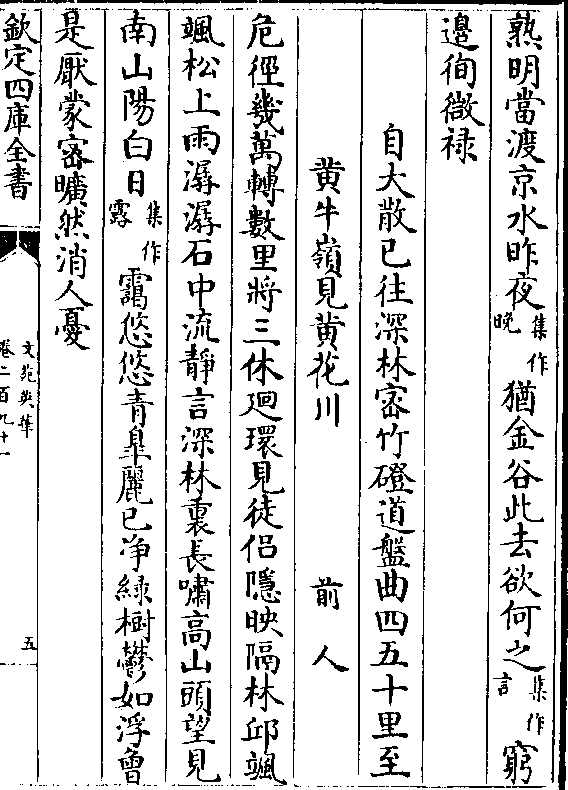 熟明當渡京水昨夜集作晚猶金谷此去欲何之集作言窮
邉徇微禄
自大散已往深林宻竹磴道盤曲四五十里至
黄牛嶺見黄花川 前人
危徑幾萬轉數里將三休廻環見徒侣隱映隔林邱颯
颯松上雨潺潺石中流靜言深林裏長嘯高山頭望見
南山陽白日集作露靄悠悠青臯麗已净緑樹鬱如浮曾
是厭蒙宻曠然消人憂
欽定四庫全書
文苑英華
卷二百九十一
五